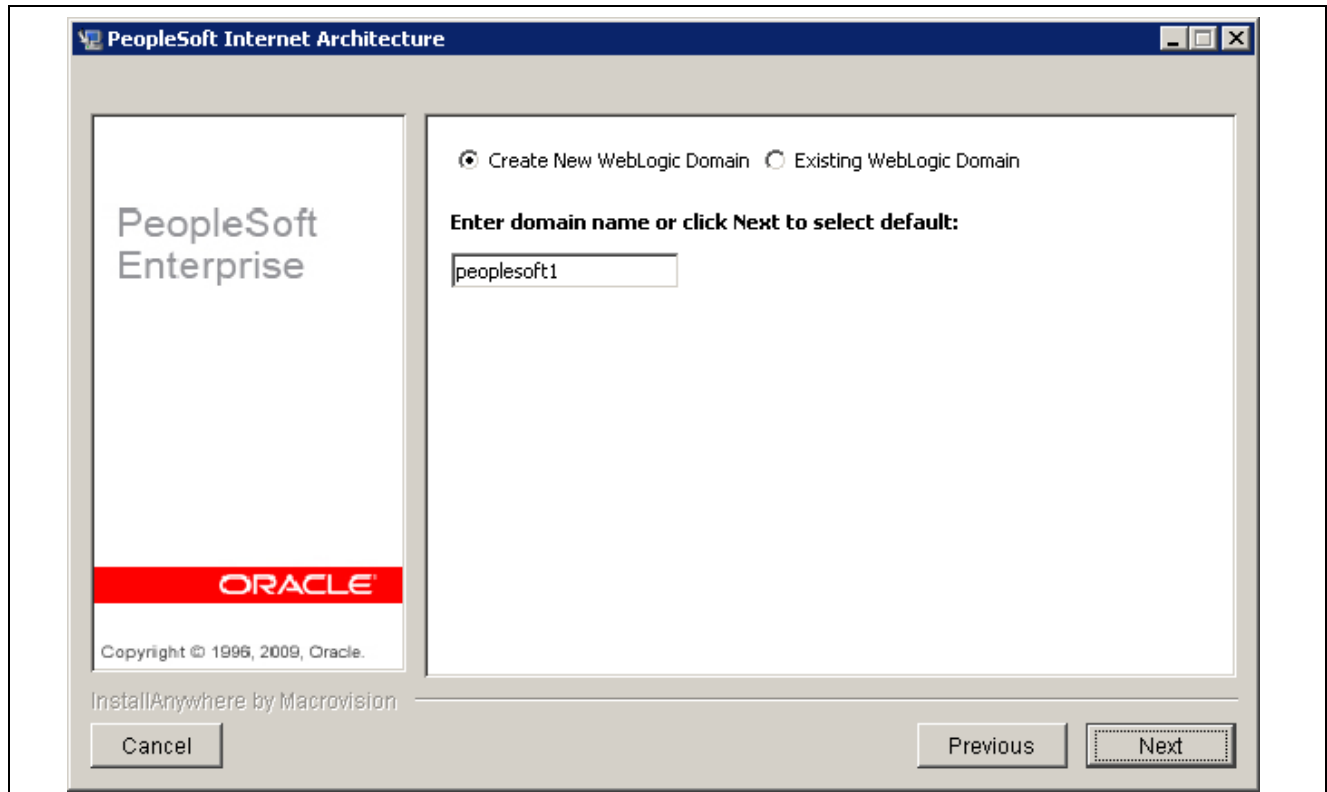 PeopleSoft Internet Architecture
Create New WebLogic Domain Existing WebLogic Domain
Enter domain name or click Next to select default:
peoplesoft1
PeopleSoft
Enterprise
ORACLE
Copyright © 1996, 2009, Oracle.
InstallAnywhere by Macrovision
Cancel Previous Next